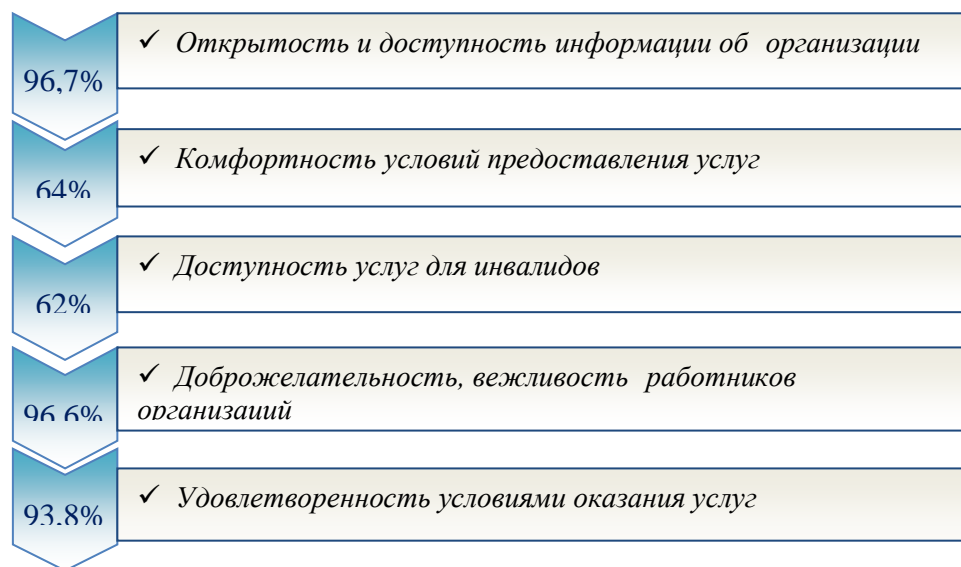 96,7%
✓ Открытость и доступность информации об организации
64%
✓ Комфортность условий предоставления услуг
62%
✓ Доступность услуг для инвалидов
96,6%
✓ Доброжелательность, вежливость работников
организаций
93,8%
✓ Удовлетворенность условиями оказания услуг